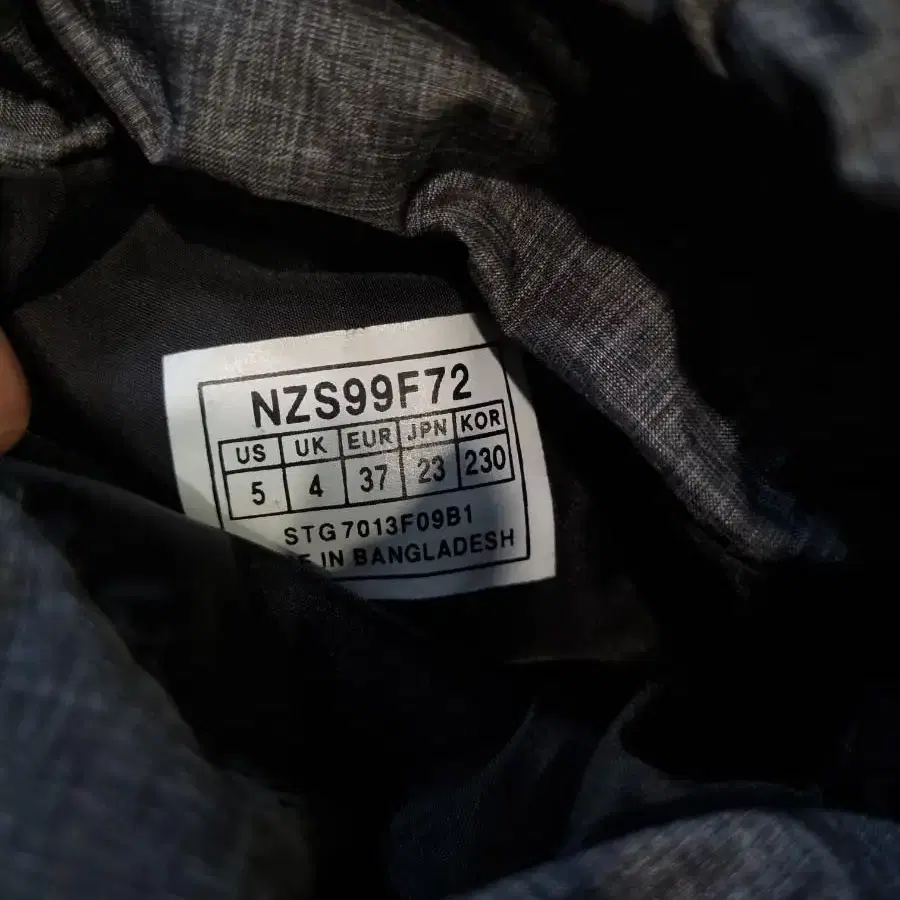 NZS99F72
US UK EUR JPN KOR
5 4 37 23 230
STG7013F09B1
IN BANGLADESH